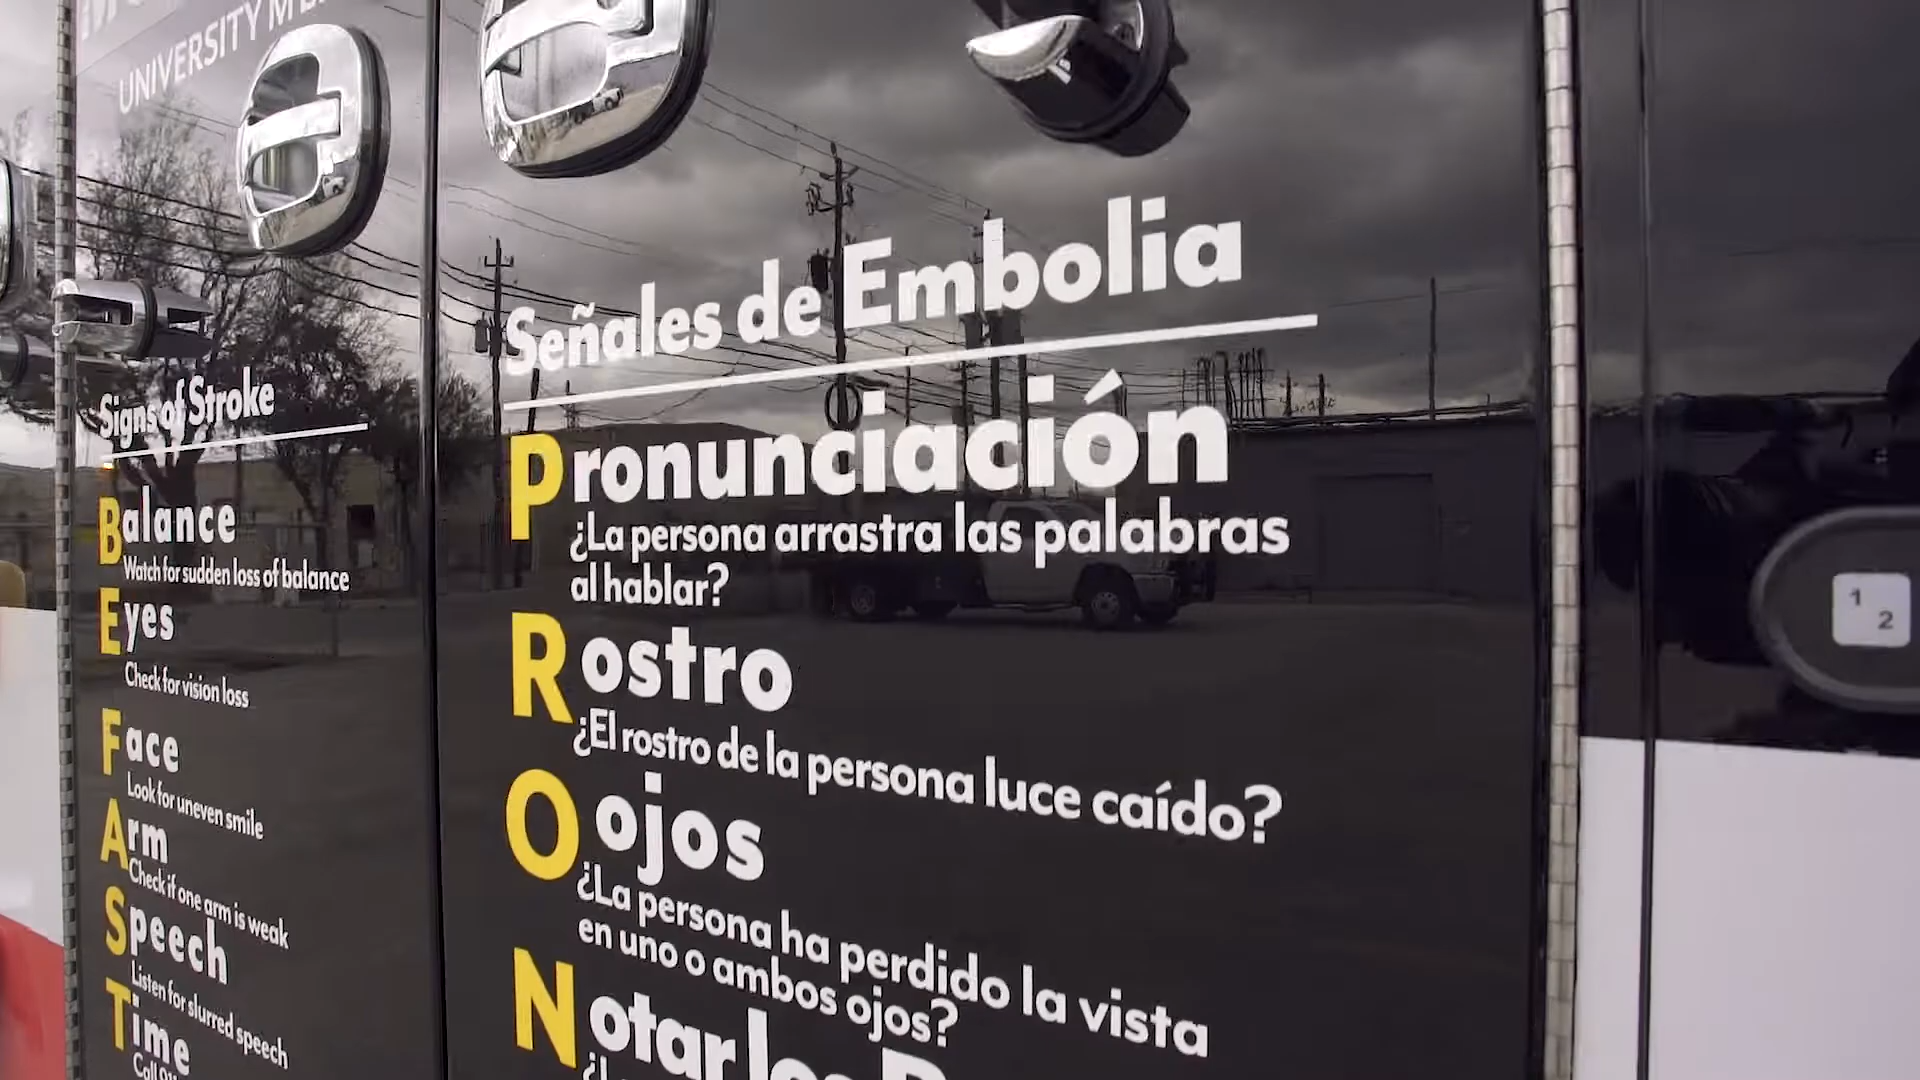 UNIVERSITY
Signs of Stroke
Balance
Watch for sudden loss of balance
Eyes
Check for vision loss
Face
Look for uneven smile
Arm
Check if one arm is weak
Speech
Listen for slurred speech
Time
Call
Señales de Embolia
Pronunciación
¿La persona arrastra las palabras
al hablar?
Rostro
¿El rostro de la persona luce caído?
O ojos
¿La persona ha perdido la vista
en uno o ambos ojos?
Notar los
1
2